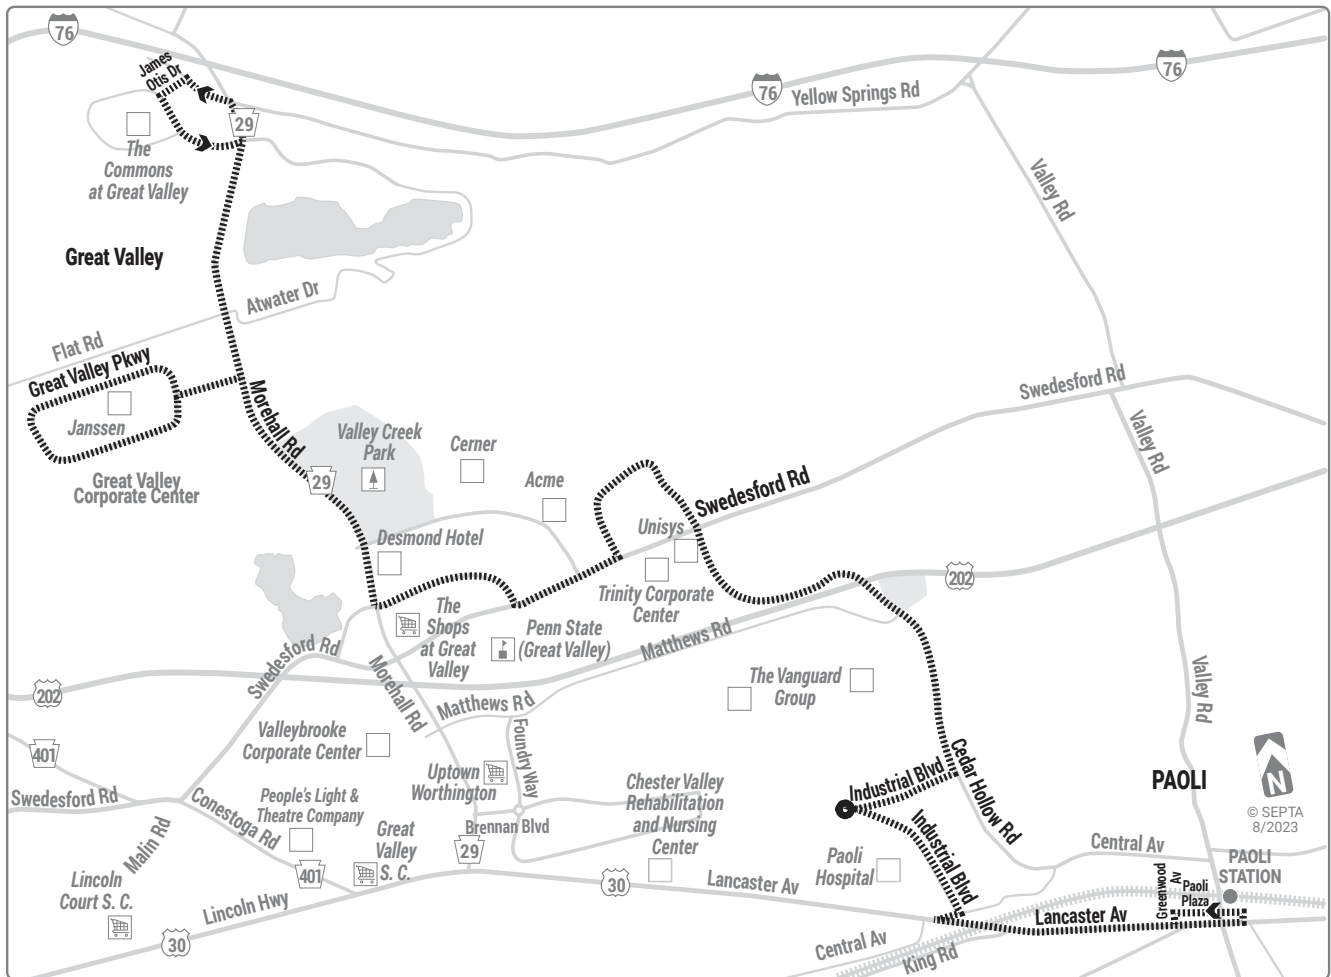 76
76
76
James
Otis Dr
29
Yellow Springs Rd
The
Commons
at Great Valley
Valley Rd
Great Valley
Atwater Dr
Flat Rd
Great Valley Pkwy
Janssen
Great Valley
Corporate Center
Morehall Rd
29
Valley Creek
Park
Cerner
Acme
Swedesford Rd
Valley Rd
Swedesford Rd
Desmond Hotel
Unisys
Trinity Corporate
Center
202
The
Shops
at Great
Valley
Penn State
(Great Valley)
Matthews Rd
Swedesford Rd
Morehall Rd
202
The Vanguard
Group
Valley Rd
Matthews Rd
Foundry Way
Valleybrooke
Corporate Center
401
Uptown
Worthington
Swedesford Rd
Conestoga Rd
People's Light &
Theatre Company
Malin Rd
Great
Valley
S. C.
Brennan Blvd
29
Chester Valley
Rehabilitation
and Nursing
Center
Industrial Blvd
Cedar Hollow Rd
Industrial Blvd
PAOLI
N
© SEPTA
8/2023
Central Av
PAOLI
STATION
Paoli
Hospital
Lincoln
Court S. C.
401
Lincoln Hwy
30
30
Lancaster Av
Greenwood
Av
Paoli
Plaza
Lancaster Av
Central Av
King Rd